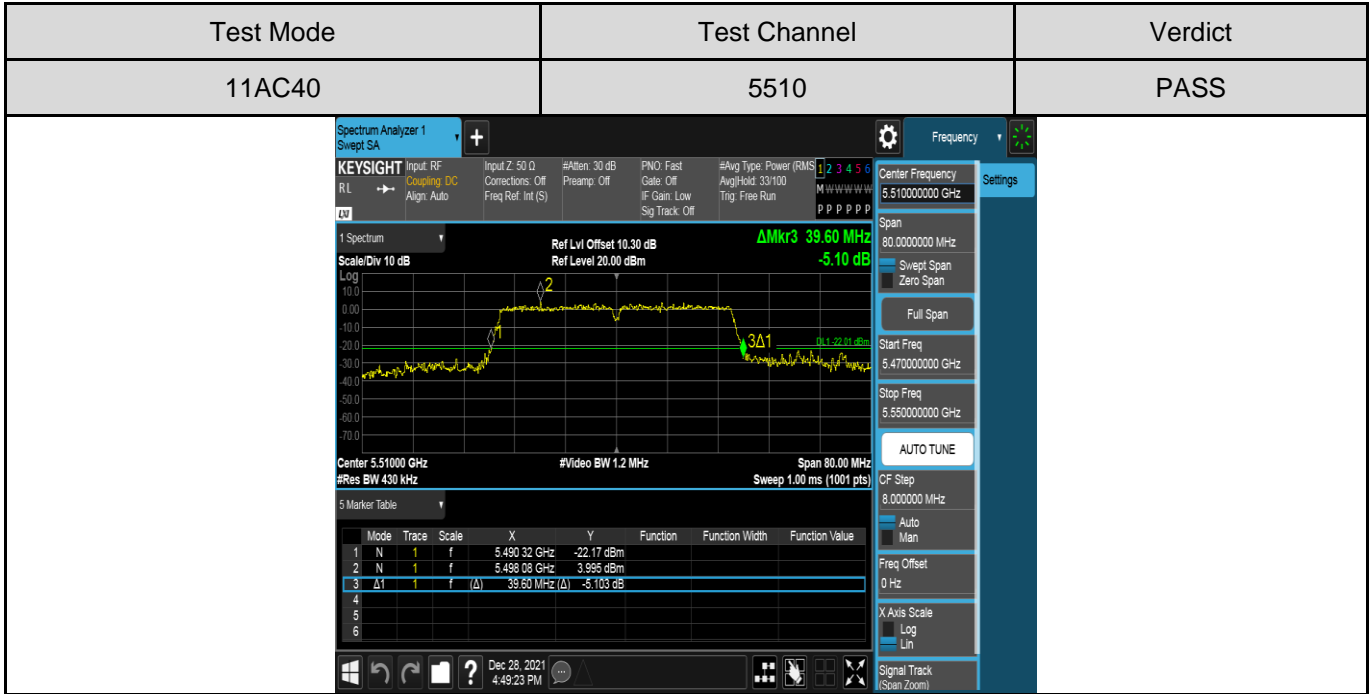 Test Mode Test Channel Verdict
11AC40 5510 PASS
Spectrum Analyzer 1
Swept SA
+
Frequency
KEYSIGHT Input: RF Input Z: 50 Ω #Atten: 30 dB PNO: Fast #Avg Type: Power (RMS 1 2 3 4 5 6
RL Coupling: DC Corrections: Off Preamp: Off Gate: Off Avg|Hold: 33/100 M W W W W W
Align: Auto Freq Ref: Int (S) IF Gain: Low Trig: Free Run
LXI Sig Track: Off P P P P P P
1 Spectrum Ref Lvl Offset 10.30 dB ΔMkr3 39.60 MHz
Scale/Div 10 dB Ref Level 20.00 dBm -5.10 dB
Log
10.0
0.00
-10.0
-20.0
-30.0
-40.0
-50.0
-60.0
-70.0
2
1
3Δ1
DL1 -22.01 dBm
Center 5.51000 GHz #Video BW 1.2 MHz Span 80.00 MHz
#Res BW 430 kHz Sweep 1.00 ms (1001 pts)
5 Marker Table
Mode Trace Scale X Y Function Function Width Function Value
1 N 1 f 5.490 32 GHz -22.17 dBm
2 N 1 f 5.498 08 GHz 3.995 dBm
3 Δ1 1 f (Δ) 39.60 MHz (Δ) -5.103 dB
4
5
6
? Dec 28, 2021
4:49:23 PM
Center Frequency
5.510000000 GHz
Settings
Span
80.0000000 MHz
Swept Span
Zero Span
Full Span
Start Freq
5.470000000 GHz
Stop Freq
5.550000000 GHz
AUTO TUNE
CF Step
8.000000 MHz
Auto
Man
Freq Offset
0 Hz
X Axis Scale
Log
Lin
Signal Track
(Span Zoom)